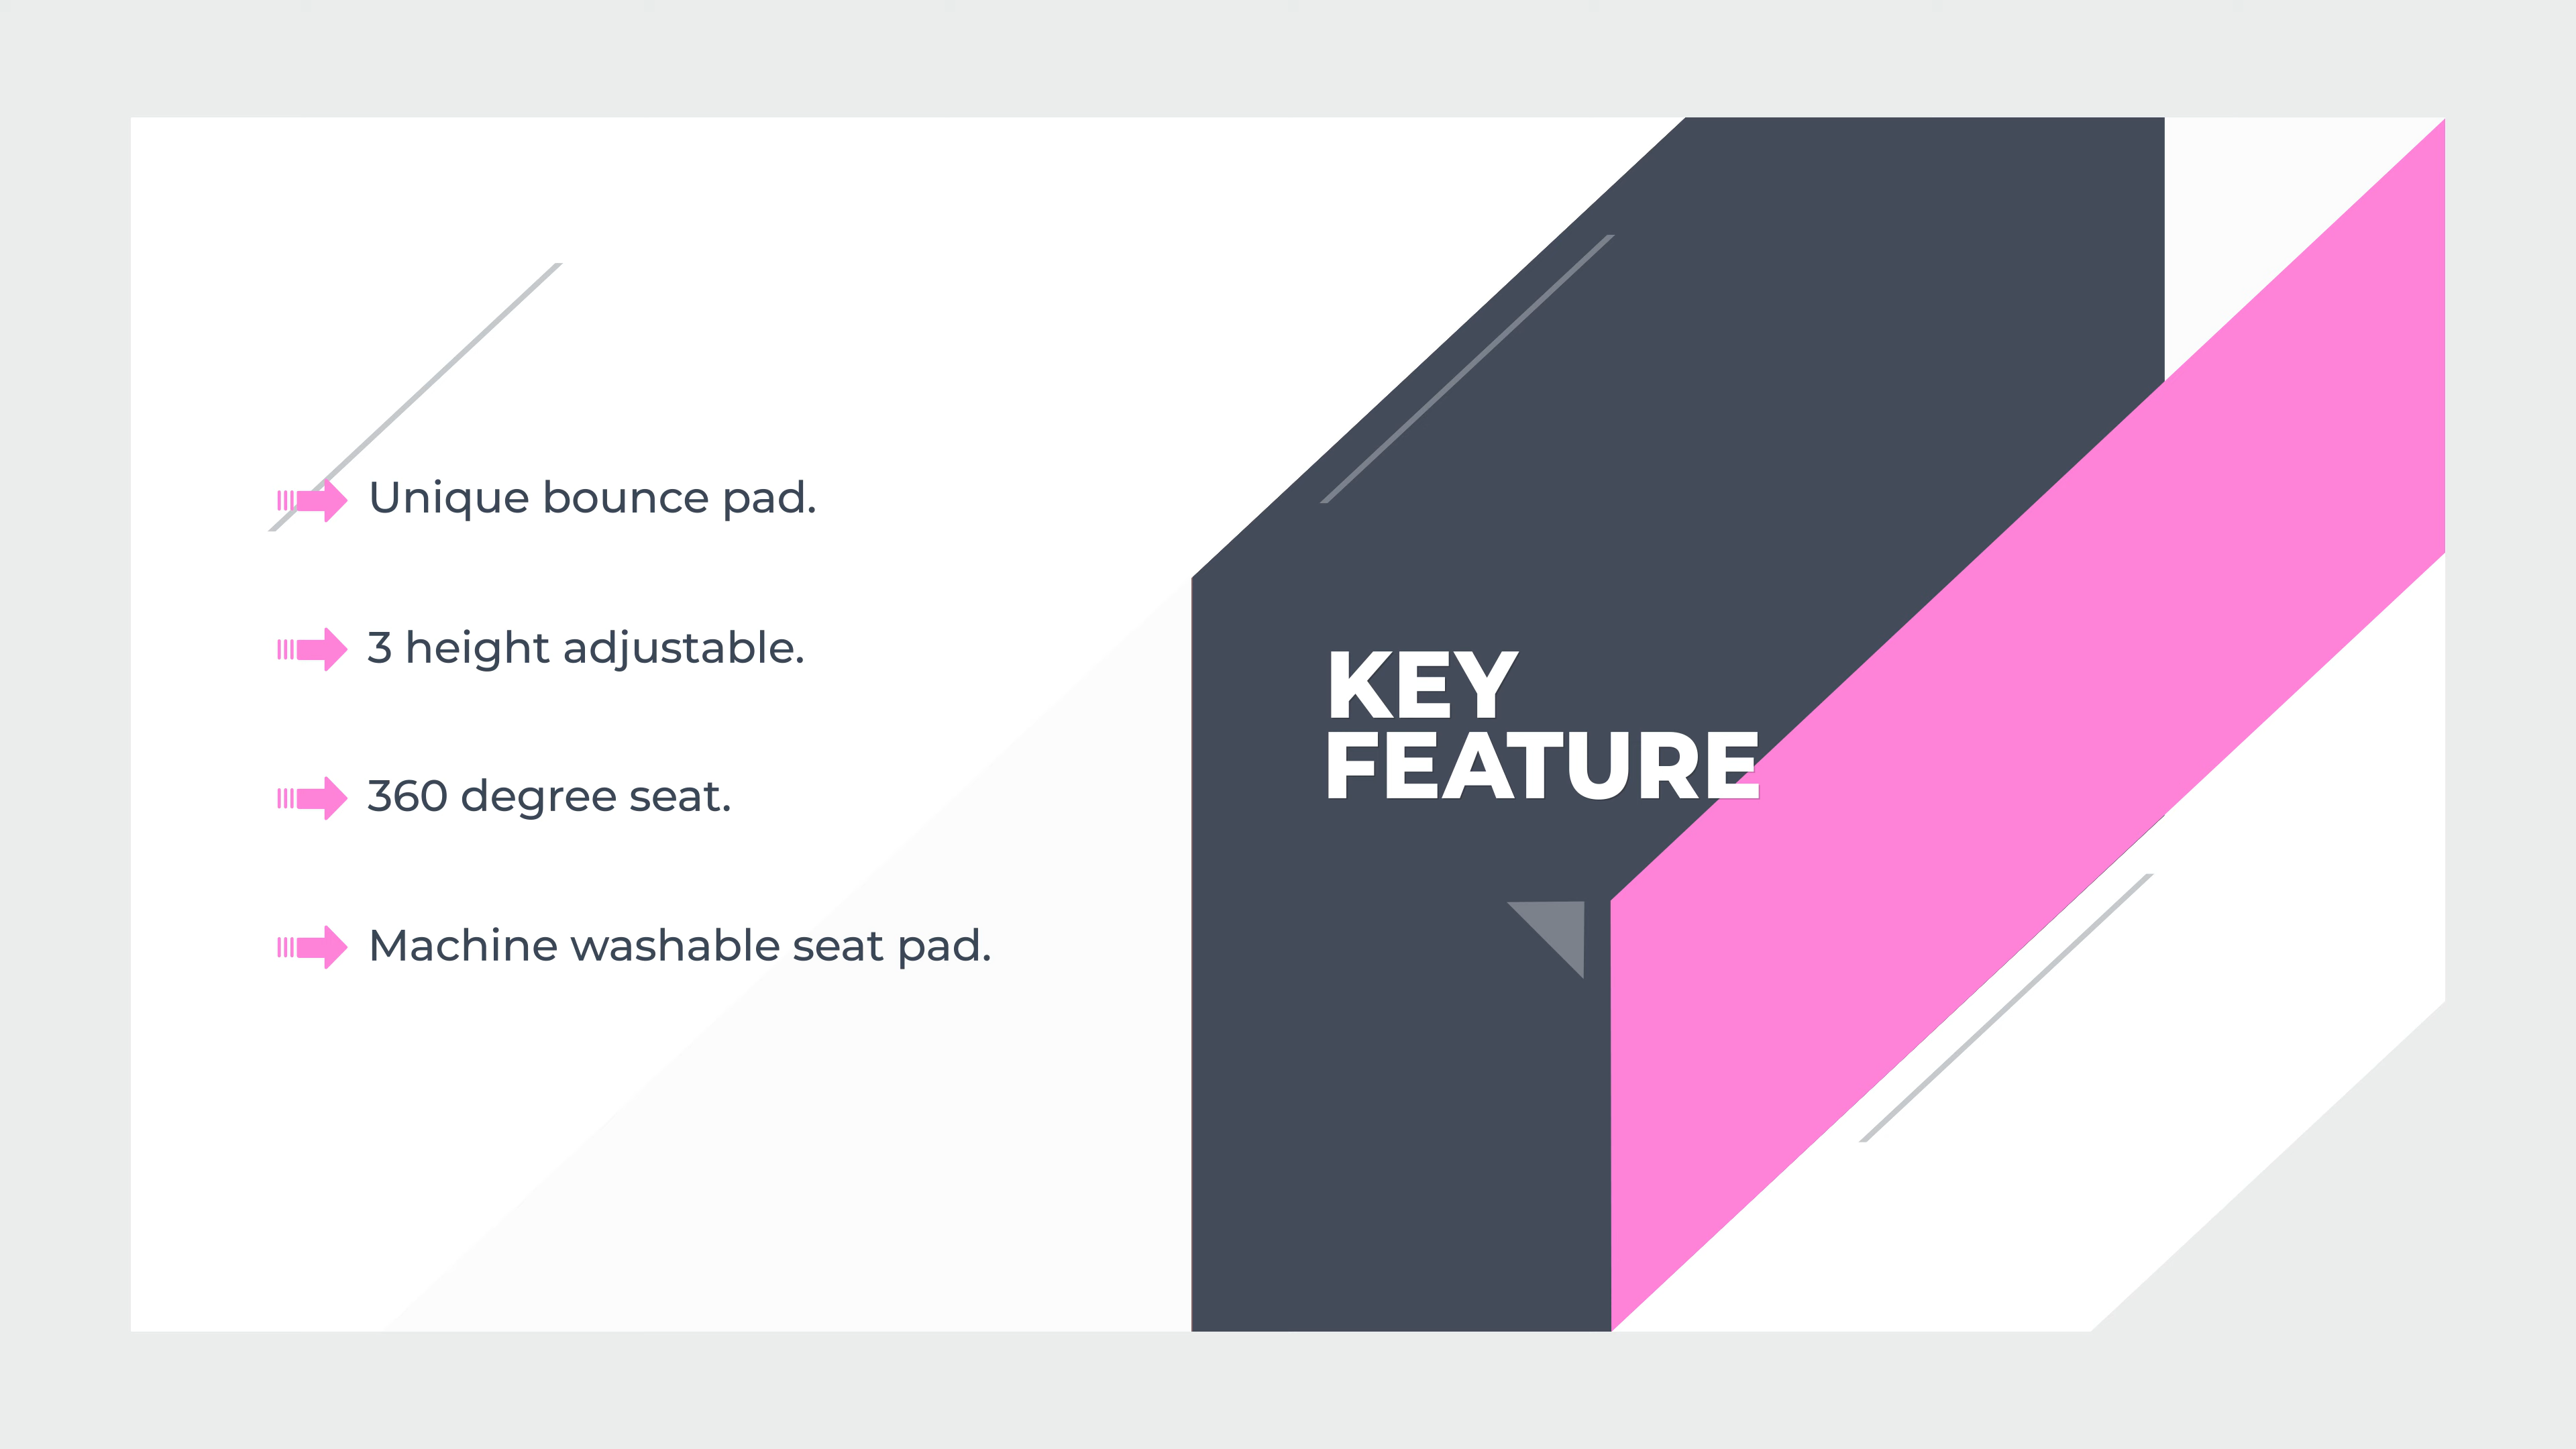 Unique bounce pad.
3 height adjustable.
360 degree seat.
Machine washable seat pad.
KEY
FEATURE